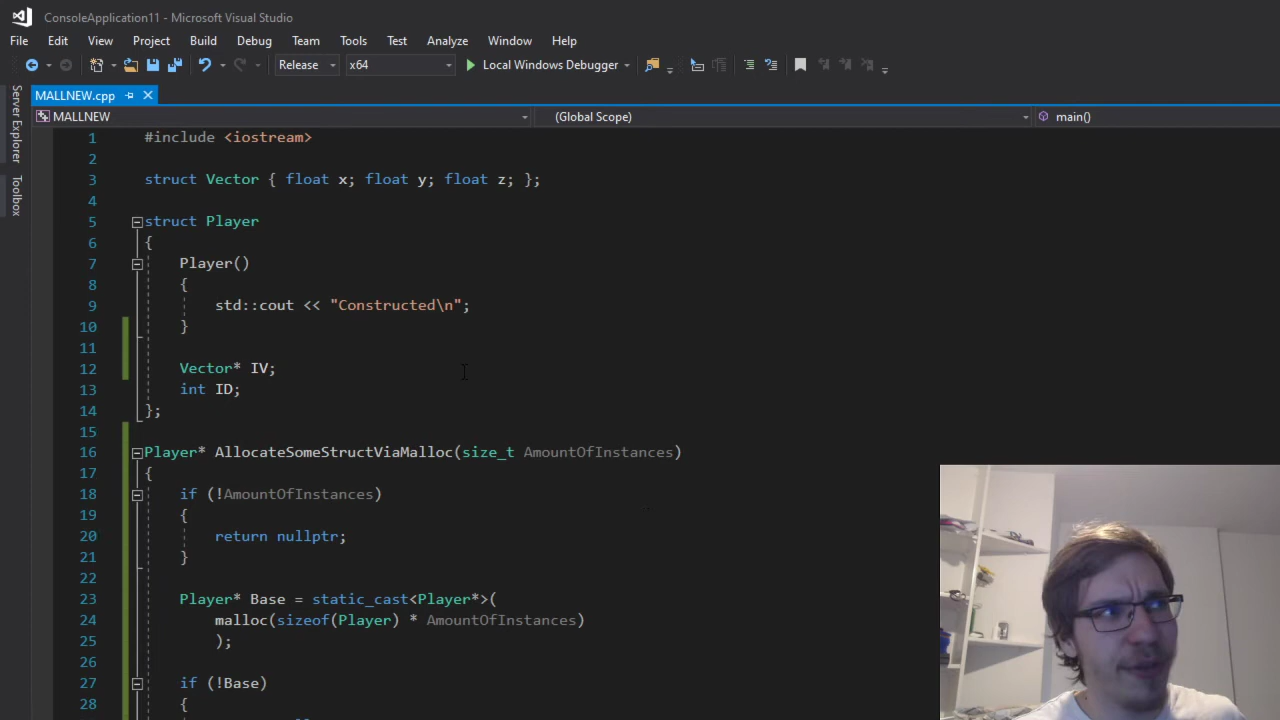 ConsoleApplication11 - Microsoft Visual Studio
File Edit View Project Build Debug Team Tools Test Analyze Window Help
Release x64 Local Windows Debugger
MALLNEW.cpp
MALLNEW (Global Scope) main()
Server Explorer
Toolbox
1 #include <iostream>
2
3 struct Vector { float x; float y; float z; };
4
5 struct Player
6 {
7 Player()
8 {
9 std::cout << "Constructed\n";
10 }
11
12 Vector* IV;
13 int ID;
14 };
15
16 Player* AllocateSomeStructViaMalloc(size_t AmountOfInstances)
17 {
18 if (!AmountOfInstances)
19 {
20 return nullptr;
21 }
22
23 Player* Base = static_cast<Player*>(
24 malloc(sizeof(Player) * AmountOfInstances)
25 );
26
27 if (!Base)
28 {